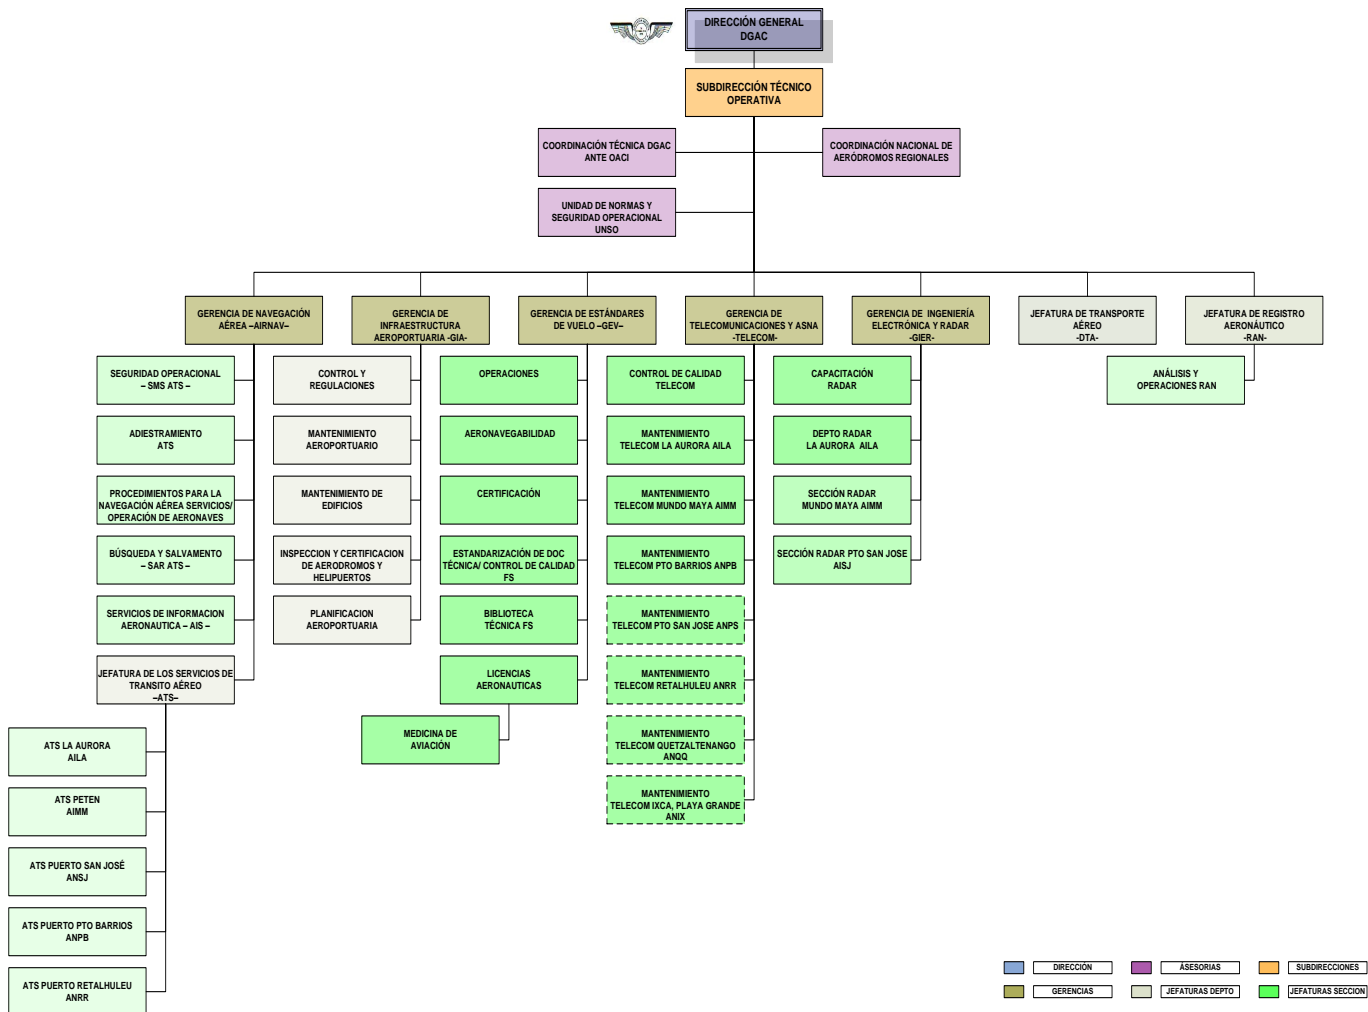 DIRECCIÓN GENERAL
DGAC
SUBDIRECCIÓN TÉCNICO
OPERATIVA
COORDINACIÓN TÉCNICA DGAC
ANTE OACI
COORDINACIÓN NACIONAL DE
AERÓDROMOS REGIONALES
UNIDAD DE NORMAS Y
SEGURIDAD OPERACIONAL
UNSO
GERENCIA DE NAVEGACIÓN
AÉREA –AIRNAV–
GERENCIA DE
INFRAESTRUCTURA
AEROPORTUARIA -GIA-
GERENCIA DE ESTÁNDARES
DE VUELO –GEV–
GERENCIA DE
TELECOMUNICACIONES Y ASNA
-TELECOM-
GERENCIA DE INGENIERÍA
ELECTRÓNICA Y RADAR
-GIER-
JEFATURA DE TRANSPORTE
AÉREO
-DTA-
JEFATURA DE REGISTRO
AERONÁUTICO
-RAN-
SEGURIDAD OPERACIONAL
– SMS ATS –
ADIESTRAMIENTO
ATS
PROCEDIMIENTOS PARA LA
NAVEGACIÓN AÉREA SERVICIOS/
OPERACIÓN DE AERONAVES
BÚSQUEDA Y SALVAMENTO
– SAR ATS –
SERVICIOS DE INFORMACION
AERONAUTICA – AIS –
JEFATURA DE LOS SERVICIOS DE
TRANSITO AÉREO
–ATS–
ATS LA AURORA
AILA
ATS PETEN
AIMM
ATS PUERTO SAN JOSÉ
ANSJ
ATS PUERTO PTO BARRIOS
ANPB
ATS PUERTO RETALHULEU
ANRR
CONTROL Y
REGULACIONES
MANTENIMIENTO
AEROPORTUARIO
MANTENIMIENTO DE
EDIFICIOS
INSPECCION Y CERTIFICACION
DE AERODROMOS Y
HELIPUERTOS
PLANIFICACION
AEROPORTUARIA
OPERACIONES
AERONAVEGABILIDAD
CERTIFICACIÓN
ESTANDARIZACIÓN DE DOC
TÉCNICA/ CONTROL DE CALIDAD
FS
BIBLIOTECA
TÉCNICA FS
LICENCIAS
AERONAUTICAS
MEDICINA DE
AVIACIÓN
CONTROL DE CALIDAD
TELECOM
MANTENIMIENTO
TELECOM LA AURORA AILA
MANTENIMIENTO
TELECOM MUNDO MAYA AIMM
MANTENIMIENTO
TELECOM PTO BARRIOS ANPB
MANTENIMIENTO
TELECOM PTO SAN JOSE ANPS
MANTENIMIENTO
TELECOM RETALHULEU ANRR
MANTENIMIENTO
TELECOM QUETZALTENANGO
ANQQ
MANTENIMIENTO
TELECOM IXCA, PLAYA GRANDE
ANIX
CAPACITACIÓN
RADAR
DEPTO RADAR
LA AURORA AILA
SECCIÓN RADAR
MUNDO MAYA AIMM
SECCIÓN RADAR PTO SAN JOSE
AISJ
ANÁLISIS Y
OPERACIONES RAN
DIRECCIÓN
ÁSESORIAS
SUBDIRECCIONES
GERENCIAS
JEFATURAS DEPTO
JEFATURAS SECCION